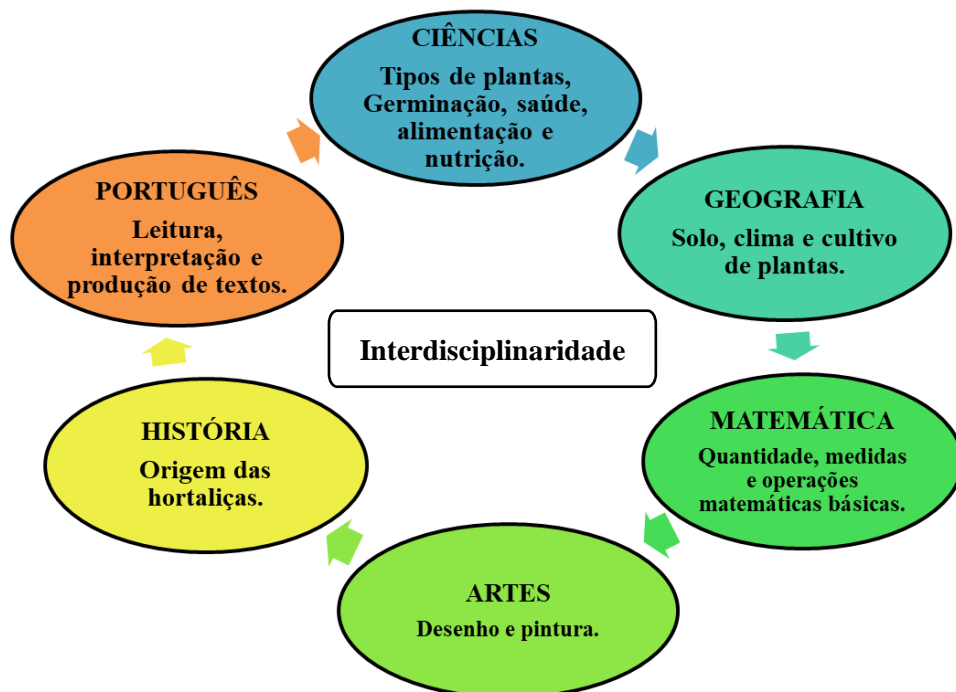 CIÊNCIAS
Tipos de plantas,
Germinação, saúde,
alimentação e
nutrição.
GEOGRAFIA
Solo, clima e cultivo
de plantas.
MATEMÁTICA
Quantidade, medidas
e operações
matemáticas básicas.
ARTES
Desenho e pintura.
HISTÓRIA
Origem das
hortaliças.
PORTUGUÊS
Leitura,
interpretação e
produção de textos.
Interdisciplinaridade